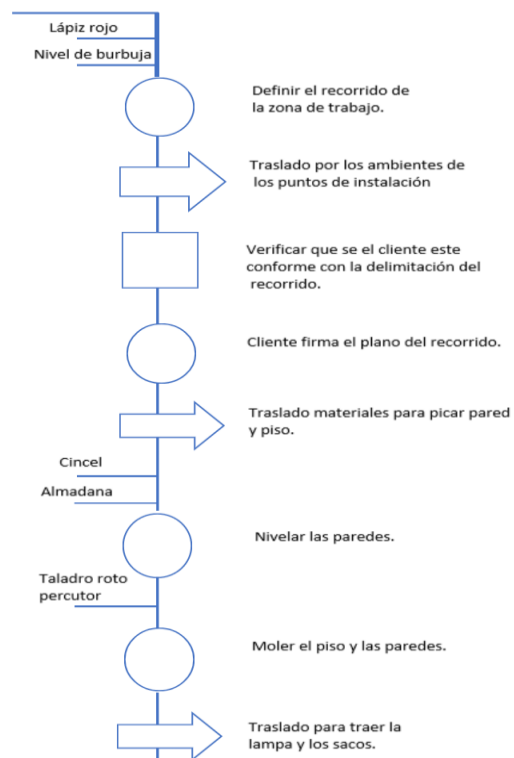 Lápiz rojo
Nivel de burbuja
Definir el recorrido de
la zona de trabajo.
Traslado por los ambientes de
los puntos de instalación
Verificar que se el cliente este
conforme con la delimitación del
recorrido.
Cliente firma el plano del recorrido.
Traslado materiales para picar pared
y piso.
Cincel
Almadana
Nivelar las paredes.
Taladro roto
percutor
Moler el piso y las paredes.
Traslado para traer la
lampa y los sacos.